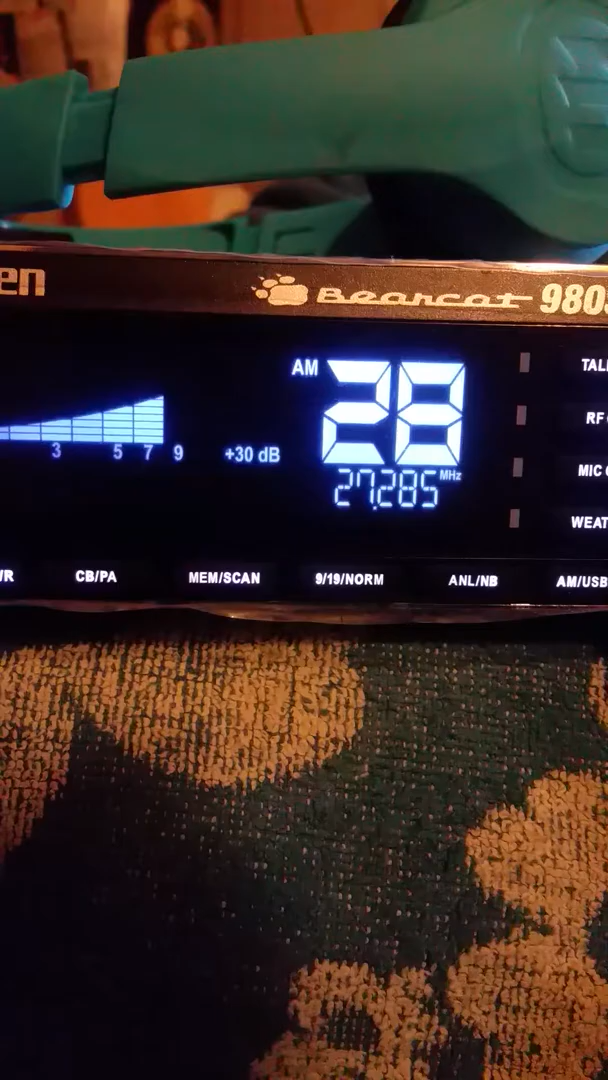 en Bearcat 980
AM 28
3 5 7 9 +30 dB
27.285 MHz
TAL
RF
MIC
WEAT
/R CB/PA MEM/SCAN 9/19/NORM ANL/NB AM/USB